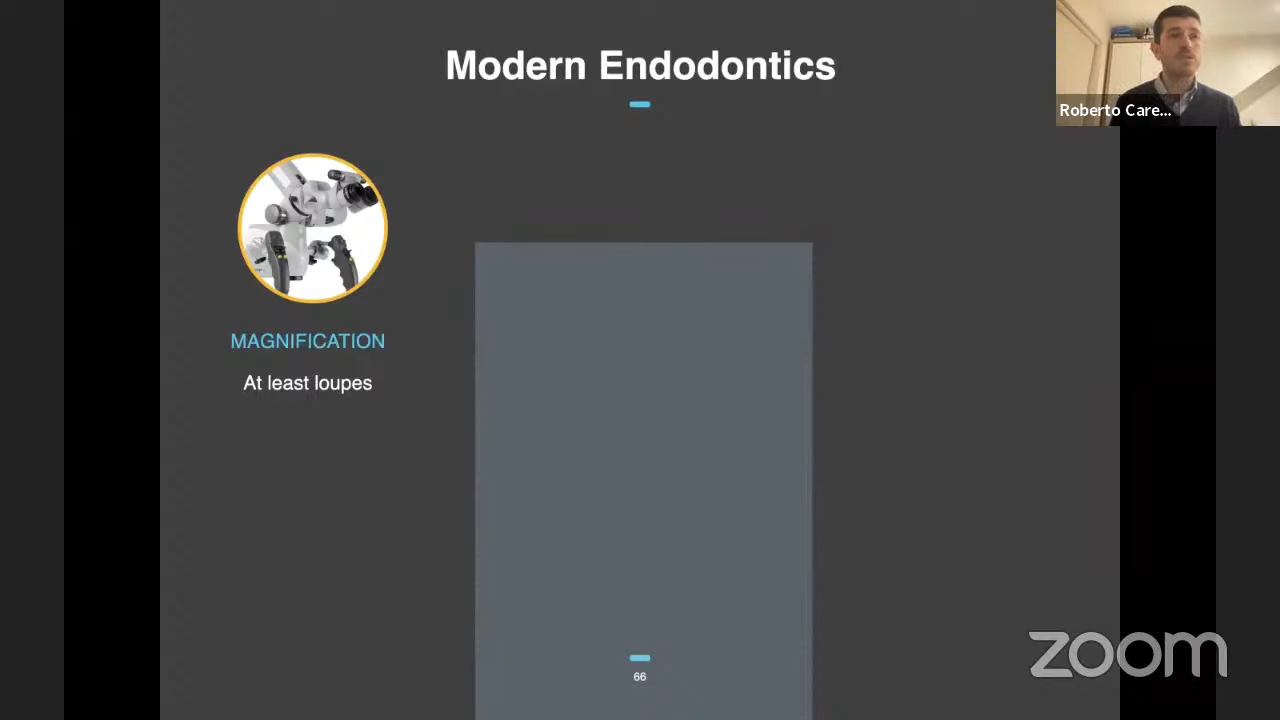 Modern Endodontics
Roberto Care...
MAGNIFICATION
At least loupes
66
zoom